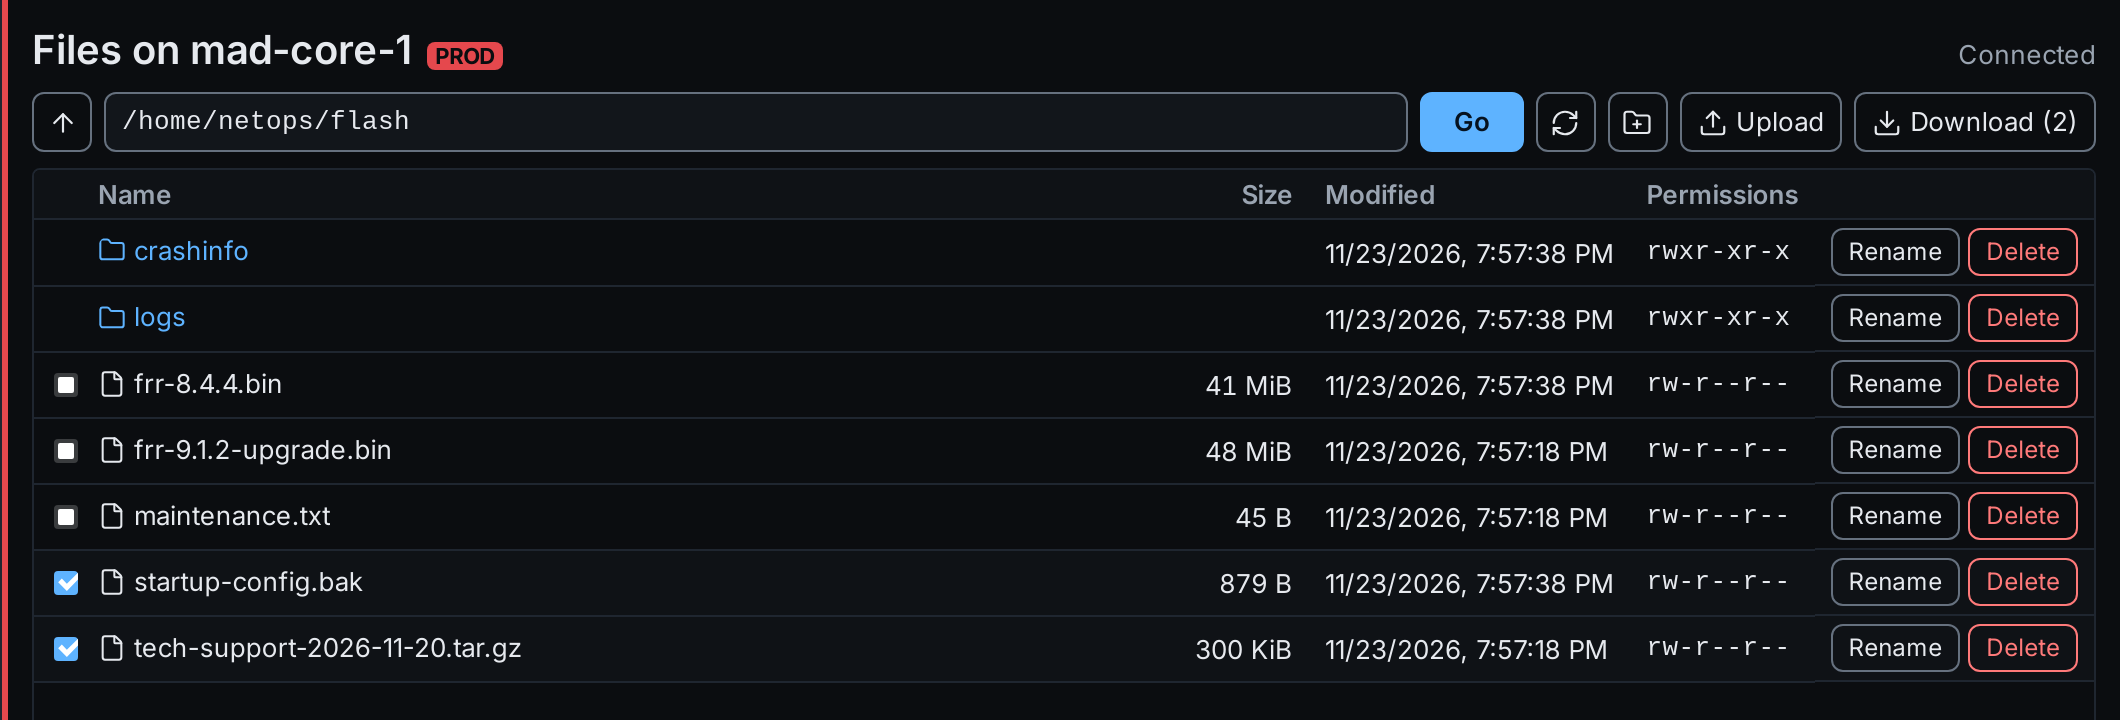 Files on mad-core-1 PROD Connected
/home/netops/flash Go Upload Download (2)
Name Size Modified Permissions
crashinfo 11/23/2026, 7:57:38 PM rwxr-xr-x Rename Delete
logs 11/23/2026, 7:57:38 PM rwxr-xr-x Rename Delete
frr-8.4.4.bin 41 MiB 11/23/2026, 7:57:38 PM rw-r--r-- Rename Delete
frr-9.1.2-upgrade.bin 48 MiB 11/23/2026, 7:57:18 PM rw-r--r-- Rename Delete
maintenance.txt 45 B 11/23/2026, 7:57:18 PM rw-r--r-- Rename Delete
startup-config.bak 879 B 11/23/2026, 7:57:38 PM rw-r--r-- Rename Delete
tech-support-2026-11-20.tar.gz 300 KiB 11/23/2026, 7:57:18 PM rw-r--r-- Rename Delete